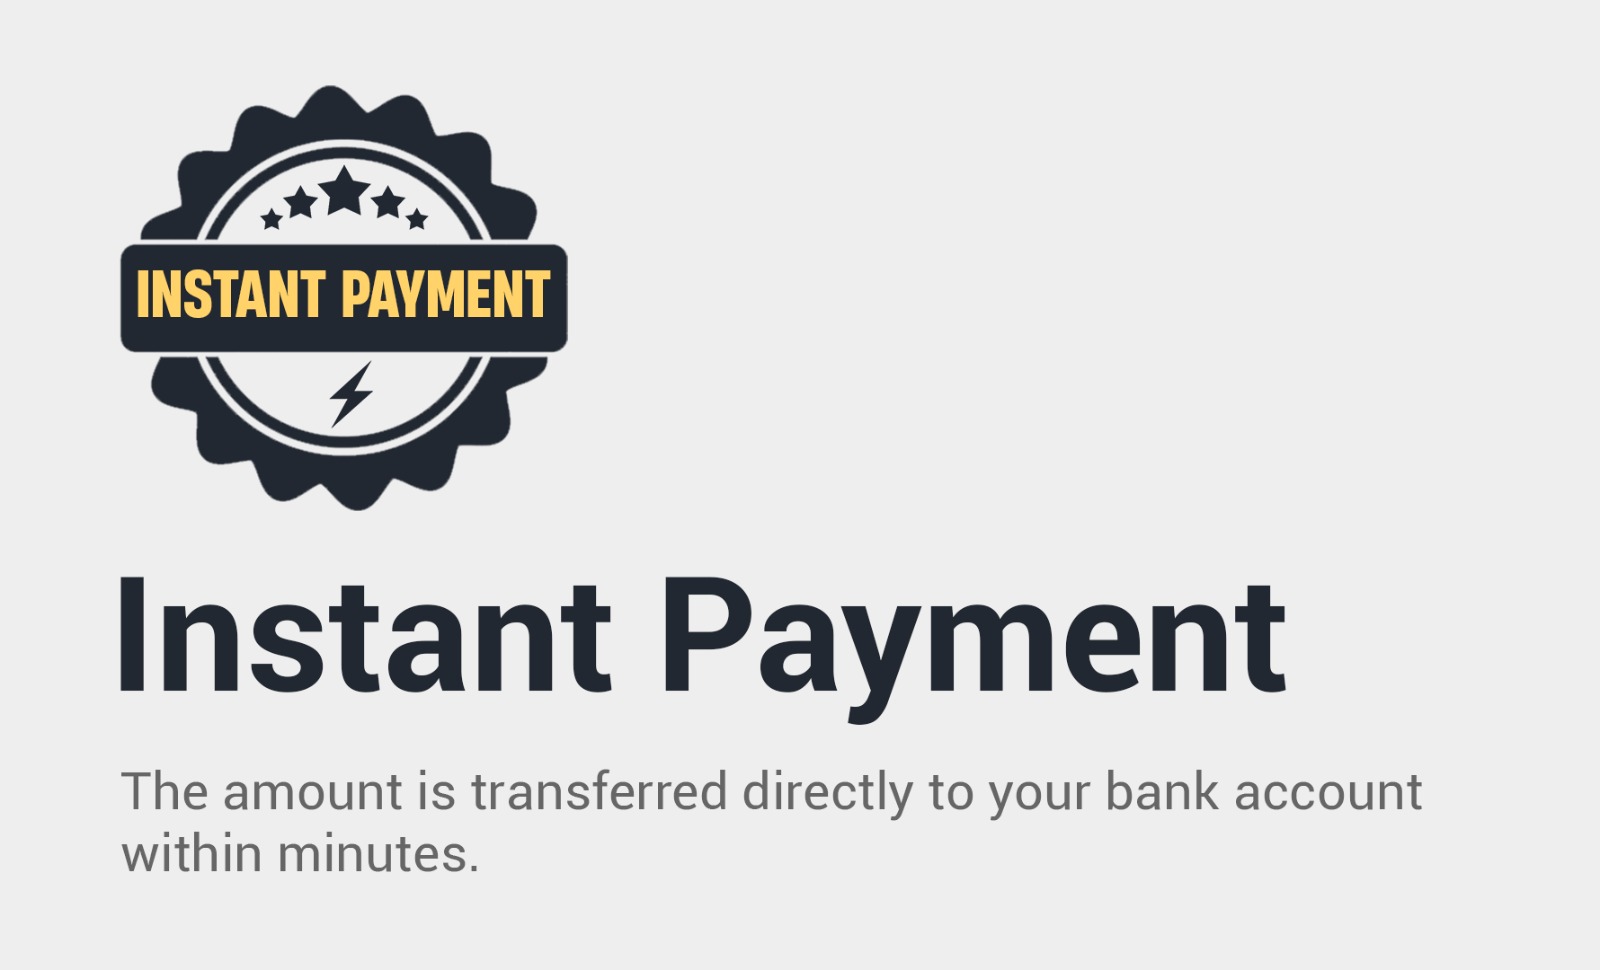 INSTANT PAYMENT
Instant Payment
The amount is transferred directly to your bank account
within minutes.